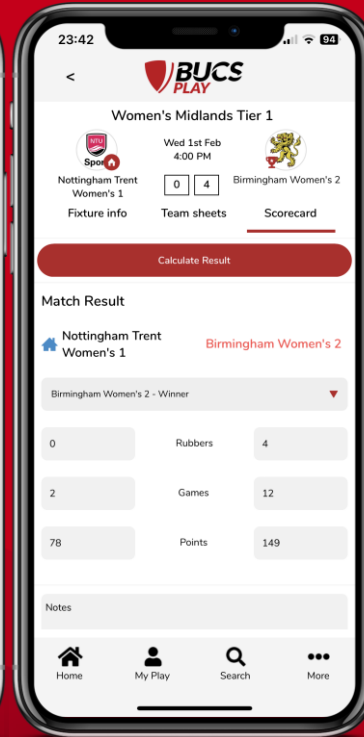 23:42
94
<
BUCS
PLAY
Women's Midlands Tier 1
NTU
Spor
Wed 1st Feb
4:00 PM
Nottingham Trent
Women's 1
0 4
Birmingham Women's 2
Fixture info Team sheets Scorecard
Calculate Result
Match Result
Nottingham Trent
Women's 1
Birmingham Women's 2
Birmingham Women's 2 - Winner
0 Rubbers 4
2 Games 12
78 Points 149
Notes
Home My Play Search More